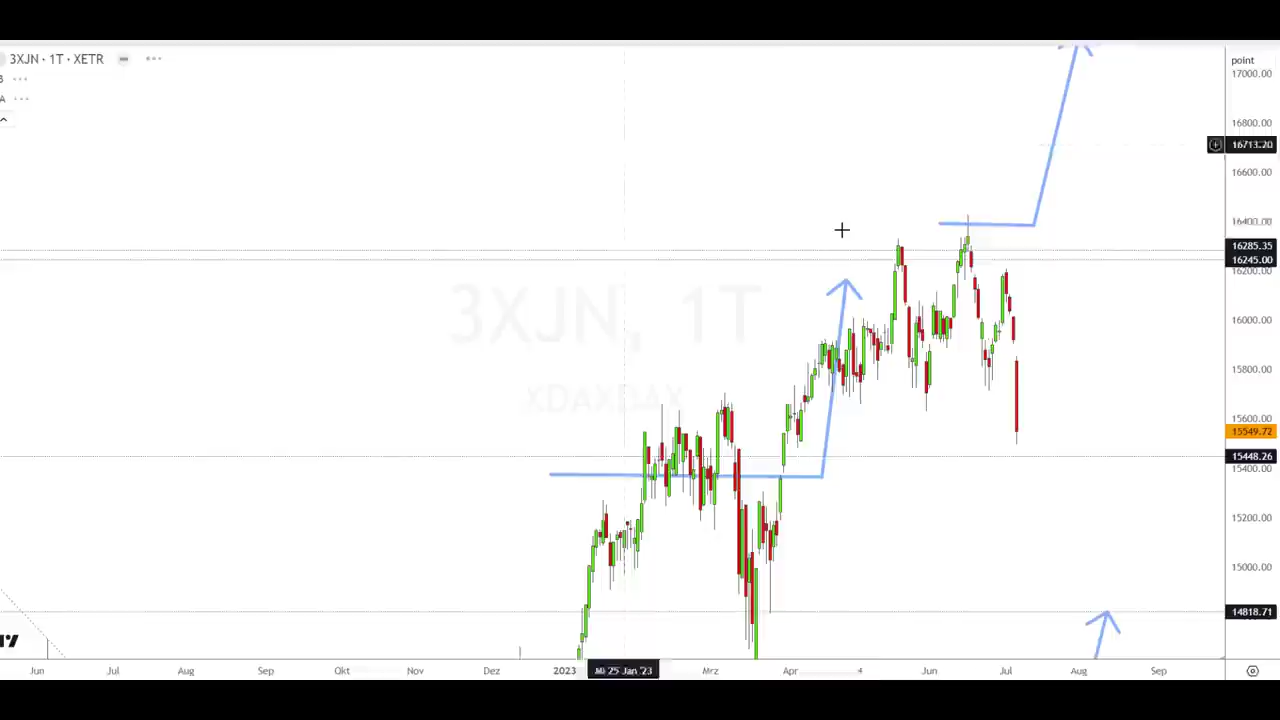 3XJN · 1T · XETR
B
A
point
17000.00
16800.00
16713.20
16600.00
16400.00
16285.35
16245.00
16200.00
16000.00
15800.00
15600.00
15549.72
15448.26
15400.00
15200.00
15000.00
14818.71
3XJN, 1T
XDAXDAX
Jun
Jul
Aug
Sep
Okt
Nov
Dez
2023
Mi 25 Jan '23
Mrz
Apr
Jun
Jul
Aug
Sep